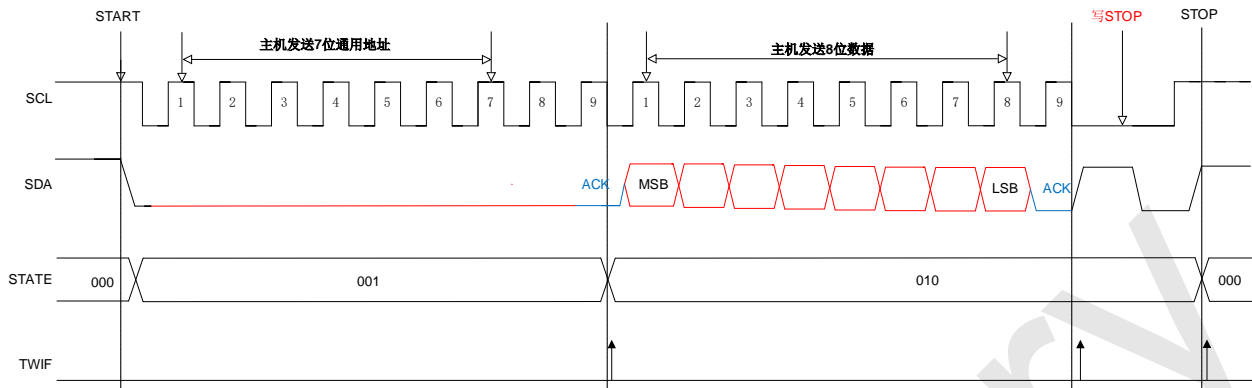 START
写STOP
STOP
主机发送7位通用地址
主机发送8位数据
SCL
1 2 3 4 5 6 7 8 9 1 2 3 4 5 6 7 8 9
SDA
ACK MSB LSB ACK
STATE
000 001 010 000
TWIF